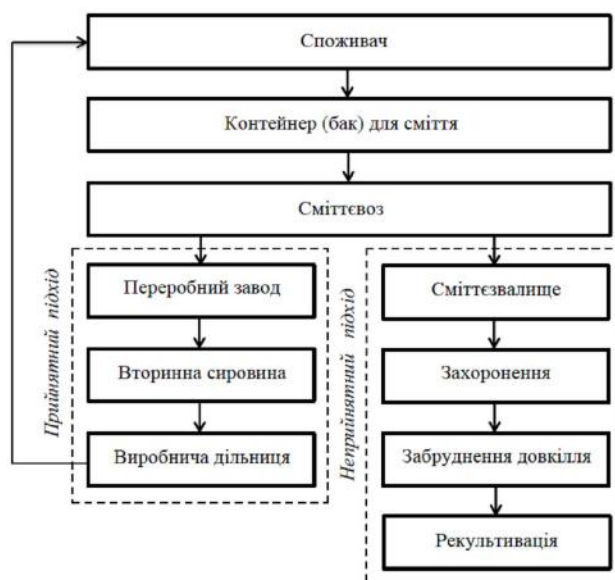 Споживач
Контейнер (бак) для сміття
Сміттєвоз
Прийнятний підхід
Переробний завод
Вторинна сировина
Виробнича дільниця
Неприйнятний підхід
Сміттєзвалище
Захоронення
Забруднення довкілля
Рекультивація